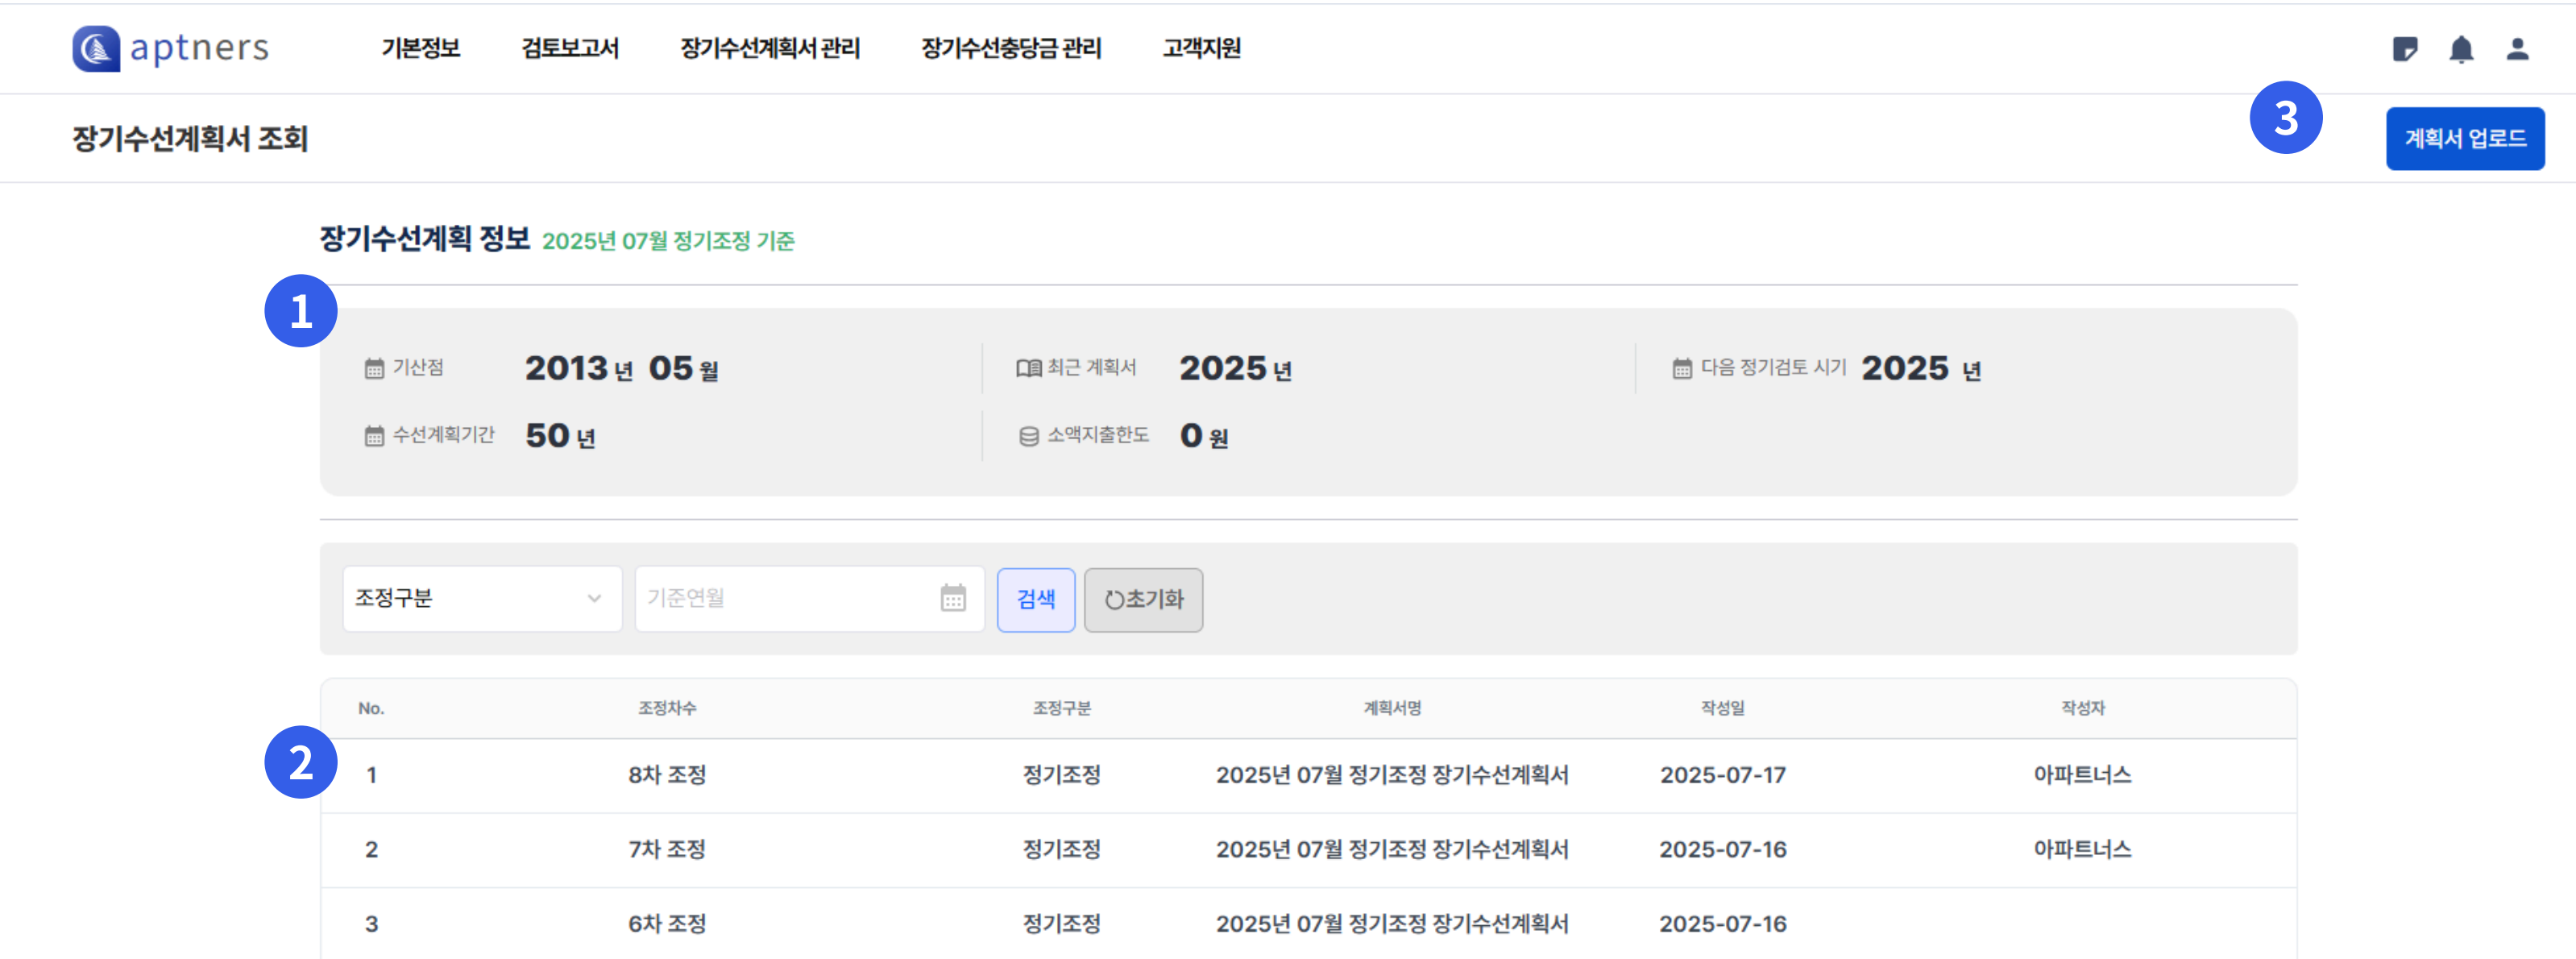 aptners 기본정보 검토보고서 장기수선계획서 관리 장기수선충당금 관리 고객지원
장기수선계획서 조회 3 계획서 업로드
장기수선계획 정보 2025년 07월 정기조정 기준
1
기산점 2013 년 05 월 최근 계획서 2025 년 다음 정기검토 시기 2025 년
수선계획기간 50 년 소액지출한도 0 원
조정구분 기준연월 검색 초기화
No. 조정차수 조정구분 계획서명 작성일 작성자
2
1 8차 조정 정기조정 2025년 07월 정기조정 장기수선계획서 2025-07-17 아파트너스
2 7차 조정 정기조정 2025년 07월 정기조정 장기수선계획서 2025-07-16 아파트너스
3 6차 조정 정기조정 2025년 07월 정기조정 장기수선계획서 2025-07-16